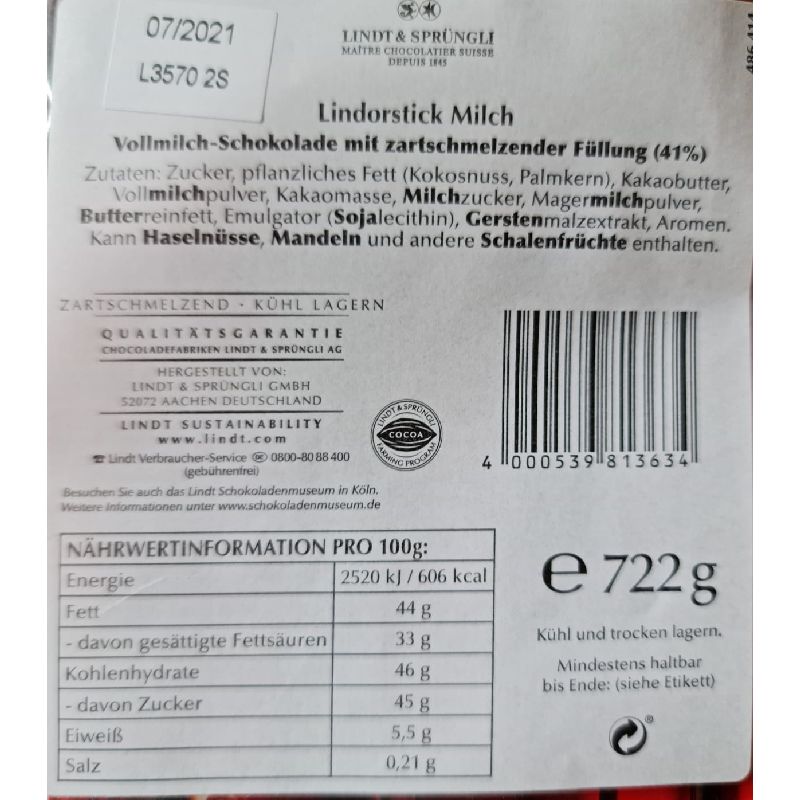 07/2021
L3570 2S
LINDT & SPRÜNGLI
MAÎTRE CHOCOLATIER SUISSE
DEPUIS 1845
486 414
Lindorstick Milch
Vollmilch-Schokolade mit zartschmelzender Füllung (41%)
Zutaten: Zucker, pflanzliches Fett (Kokosnuss, Palmkern), Kakaobutter,
Vollmilchpulver, Kakaomasse, Milchzucker, Magermilchpulver,
Butterreinfett, Emulgator (Sojalecithin), Gerstenmalzextrakt, Aromen.
Kann Haselnüsse, Mandeln und andere Schalenfrüchte enthalten.
ZARTSCHMELZEND · KÜHL LAGERN
QUALITÄTSGARANTIE
CHOCOLADEFABRIKEN LINDT & SPRÜNGLI AG
HERGESTELLT VON:
LINDT & SPRÜNGLI GMBH
52072 AACHEN DEUTSCHLAND
LINDT SUSTAINABILITY
www.lindt.com
☎ Lindt Verbraucher-Service 0800-80 88 400
(gebührenfrei)
LINDT & SPRÜNGLI
COCOA
FARMING PROGRAM
4 000539 813634
Besuchen Sie auch das Lindt Schokoladenmuseum in Köln.
Weitere Informationen unter www.schokoladenmuseum.de
NÄHRWERTINFORMATION PRO 100g:
Energie 2520 kJ / 606 kcal
Fett 44 g
- davon gesättigte Fettsäuren 33 g
Kohlenhydrate 46 g
- davon Zucker 45 g
Eiweiß 5,5 g
Salz 0,21 g
℮ 722 g
Kühl und trocken lagern.
Mindestens haltbar
bis Ende: (siehe Etikett)
®